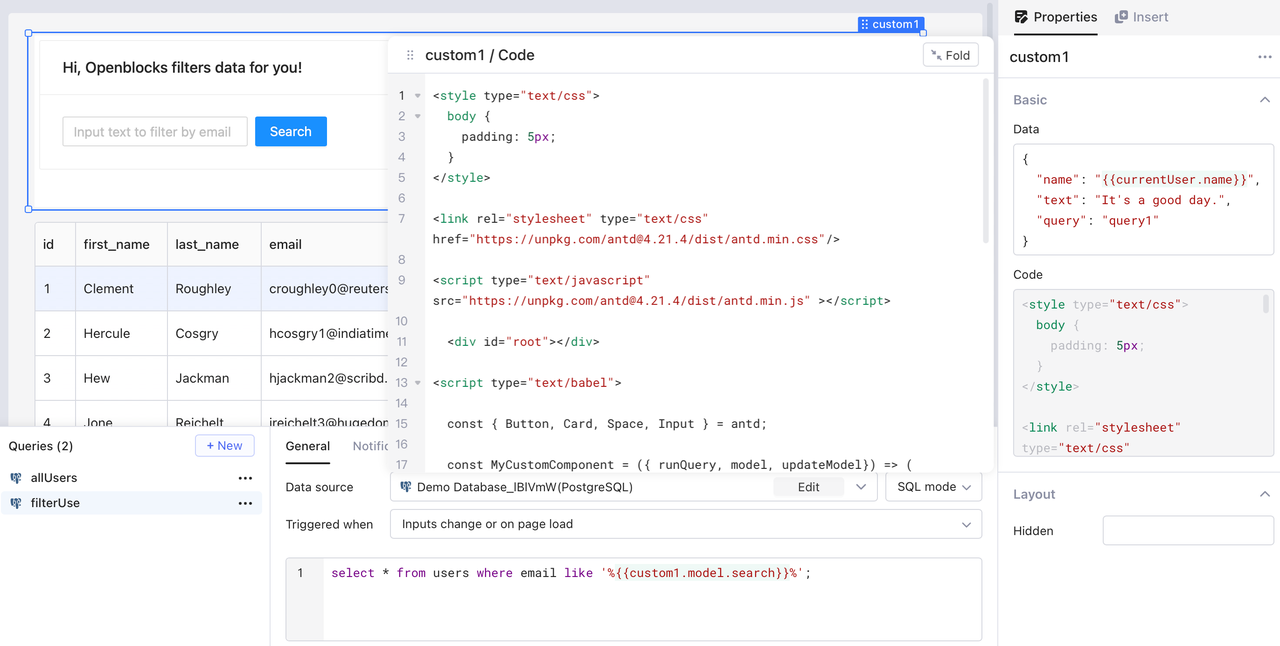 custom1
Hi, Openblocks filters data for you!
Input text to filter by email
Search
id first_name last_name email
1 Clement Roughley croughley0@reuters
2 Hercule Cosgry hcosgry1@indiatime
3 Hew Jackman hjackman2@scribd.
4 Jone Reichelt jreichelt3@hugedom
custom1 / Code
Fold
1 <style type="text/css">
2 body {
3 padding: 5px;
4 }
5 </style>
6
7 <link rel="stylesheet" type="text/css"
href="https://unpkg.com/antd@4.21.4/dist/antd.min.css"/>
8
9 <script type="text/javascript"
src="https://unpkg.com/antd@4.21.4/dist/antd.min.js" ></script>
10
11 <div id="root"></div>
12
13 <script type="text/babel">
14
15 const { Button, Card, Space, Input } = antd;
16
17 const MyCustomComponent = ({ runQuery, model, updateModel}) => (
Queries (2)
+ New
allUsers
filterUse
General Notific
Data source
Demo Database_IBIVmW(PostgreSQL)
Edit
SQL mode
Triggered when
Inputs change or on page load
1 select * from users where email like '%{{custom1.model.search}}%';
Properties Insert
custom1
Basic
Data
{
"name": "{{currentUser.name}}",
"text": "It's a good day.",
"query": "query1"
}
Code
<style type="text/css">
body {
padding: 5px;
}
</style>
<link rel="stylesheet"
type="text/css"
Layout
Hidden